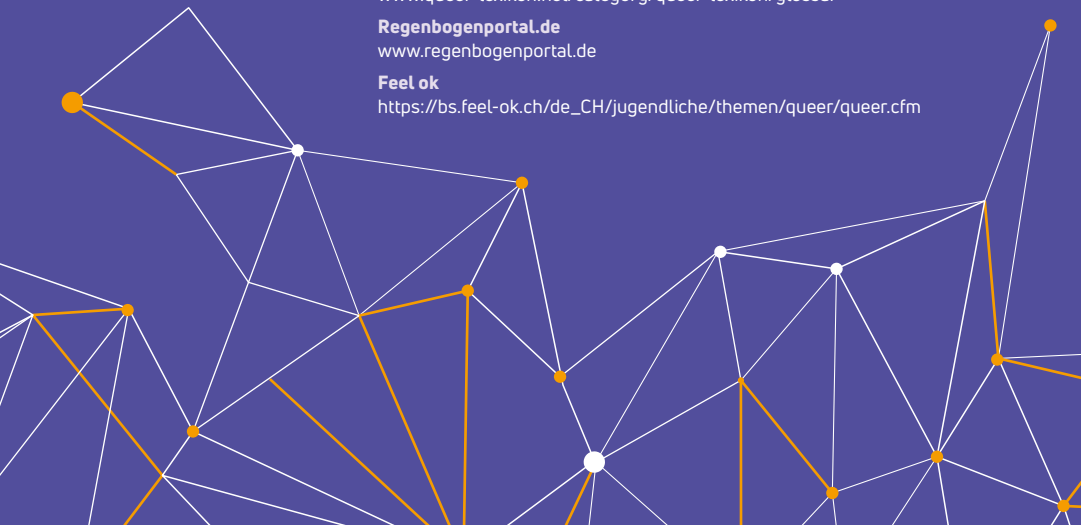 Regenbogenportal.de
www.regenbogenportal.de
Feel ok
https://bs.feel-ok.ch/de_CH/jugendliche/themen/queer/queer.cfm